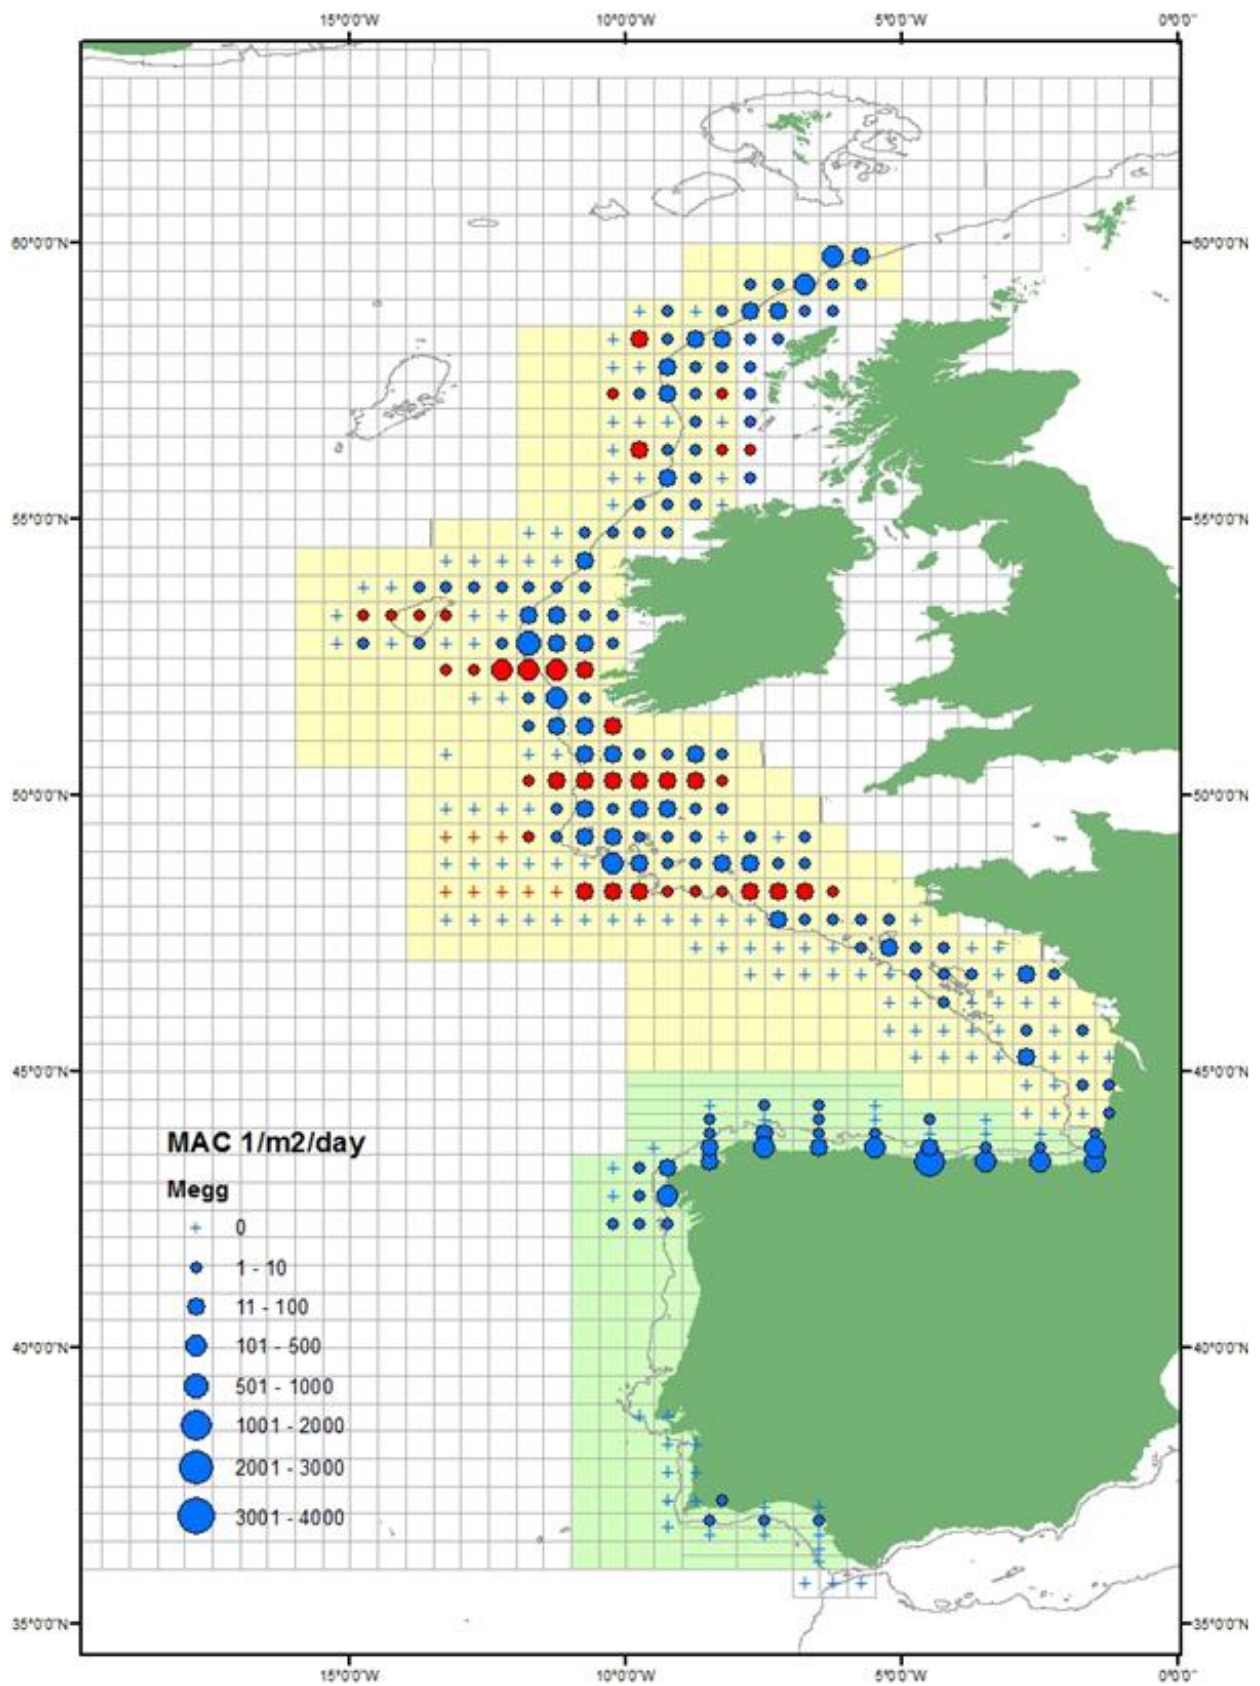 15°0'0"W 10°0'0"W 5°0'0"W 0°0'0"
60°0'0"N 60°0'0"N
55°0'0"N 55°0'0"N
50°0'0"N 50°0'0"N
45°0'0"N 45°0'0"N
MAC 1/m2/day
Megg
0
1 - 10
11 - 100
101 - 500
501 - 1000
1001 - 2000
2001 - 3000
3001 - 4000
40°0'0"N 40°0'0"N
35°0'0"N 35°0'0"N
15°0'0"W 10°0'0"W 5°0'0"W 0°0'0"